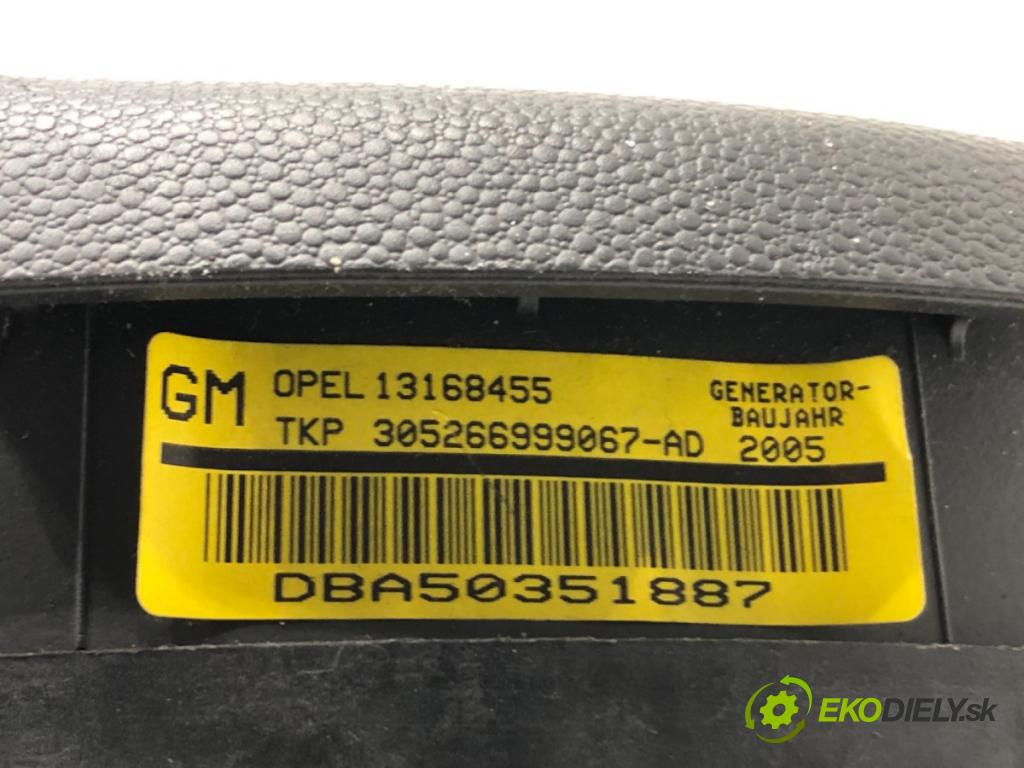 GM OPEL 13168455 GENERATOR-
BAUJAHR
TKP 305266999067-AD 2005
DBA50351887
EKODIELY.sk